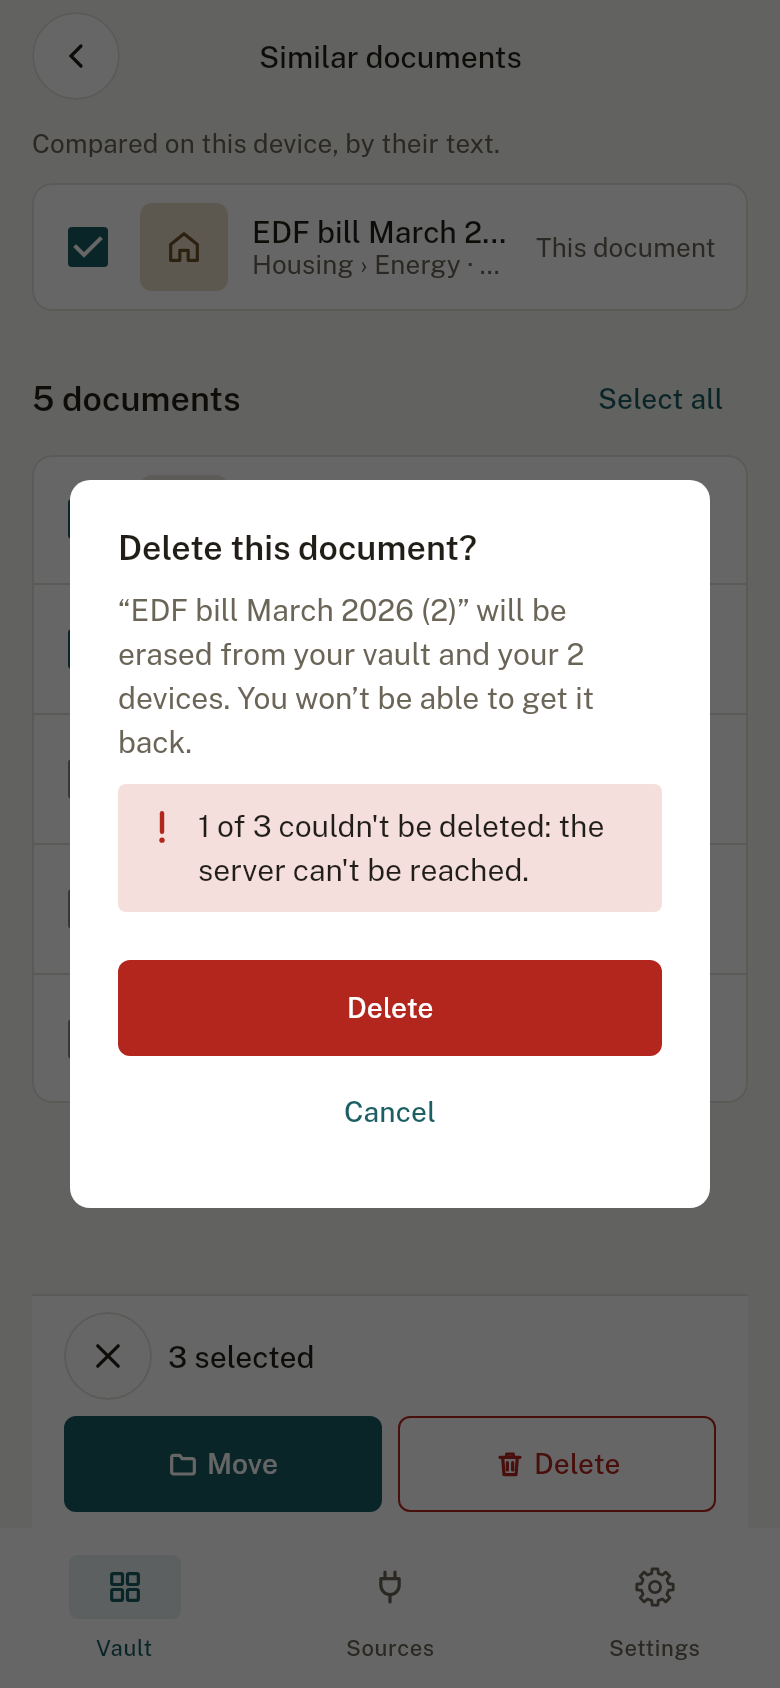 Similar documents
Compared on this device, by their text.
EDF bill March 2...
This document
Housing › Energy · ...
5 documents
Select all
Delete this document?
“EDF bill March 2026 (2)” will be
erased from your vault and your 2
devices. You won’t be able to get it
back.
1 of 3 couldn't be deleted: the
server can't be reached.
Delete
Cancel
3 selected
Move
Delete
Vault
Sources
Settings